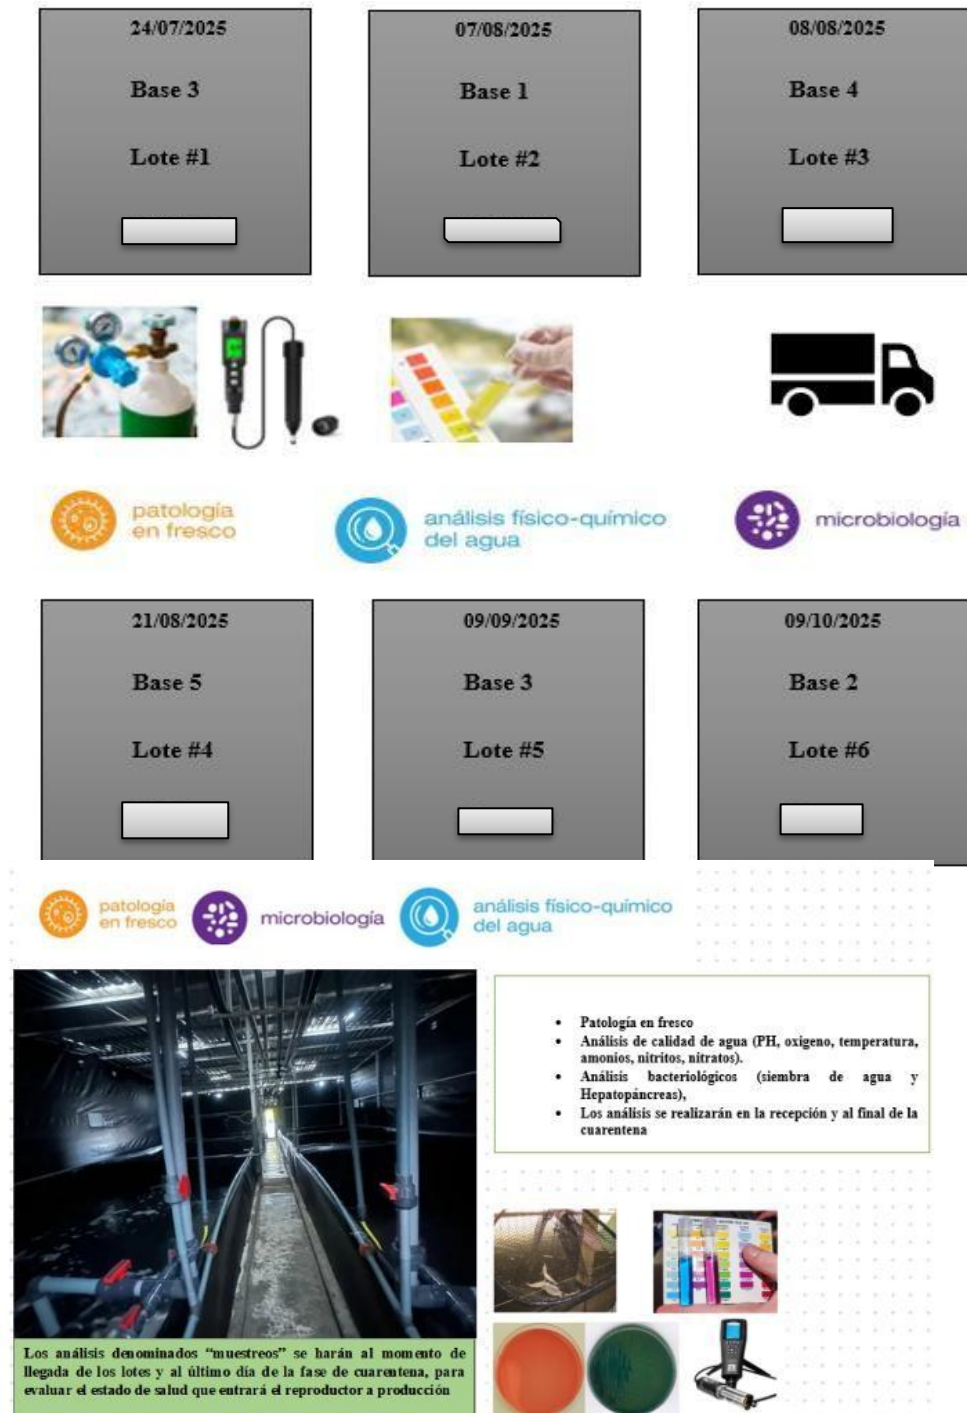 24/07/2025
Base 3
Lote #1
07/08/2025
Base 1
Lote #2
08/08/2025
Base 4
Lote #3
patología
en fresco
análisis físico-químico
del agua
microbiología
21/08/2025
Base 5
Lote #4
09/09/2025
Base 3
Lote #5
09/10/2025
Base 2
Lote #6
patología
en fresco
microbiología
análisis físico-químico
del agua
• Patología en fresco
• Análisis de calidad de agua (PH, oxigeno, temperatura,
amonios, nitritos, nitratos).
• Análisis bacteriológicos (siembra de agua y
Hepatopáncreas),
• Los análisis se realizarán en la recepción y al final de la
cuarentena
Los análisis denominados “muestreos” se harán al momento de
llegada de los lotes y al último día de la fase de cuarentena, para
evaluar el estado de salud que entrará el reproductor a producción